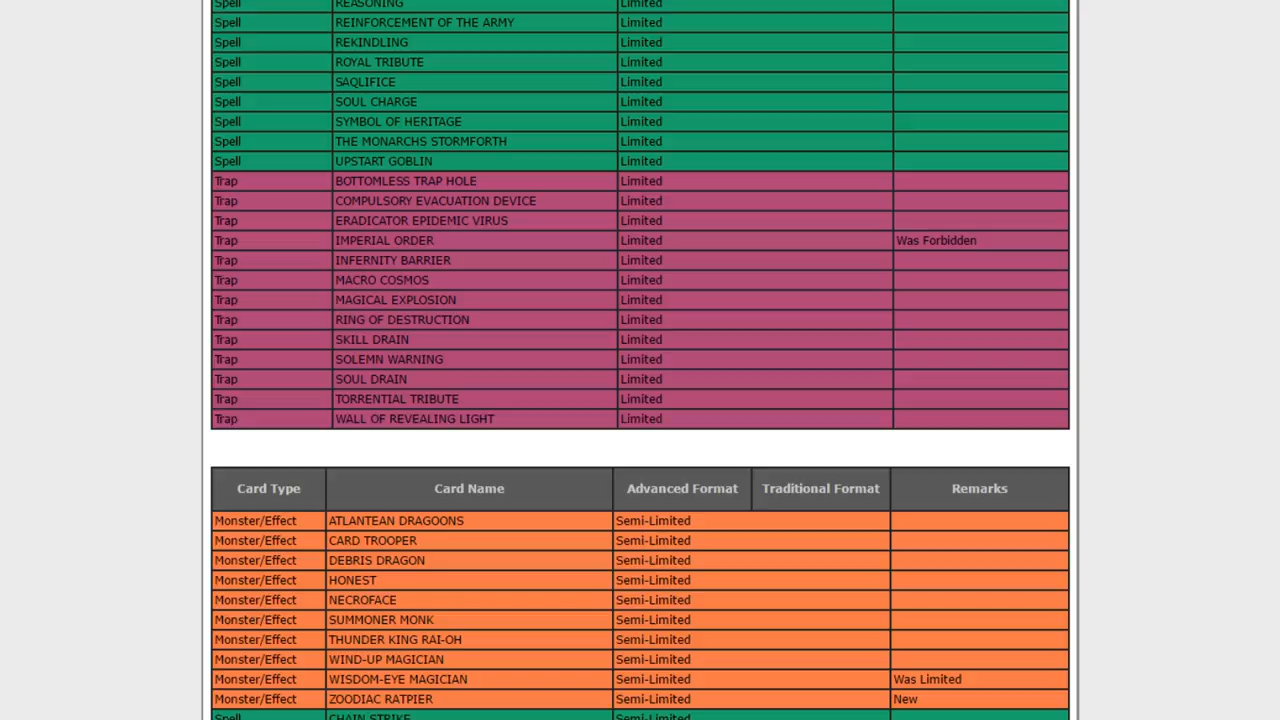 Spell REASONING Limited
Spell REINFORCEMENT OF THE ARMY Limited
Spell REKINDLING Limited
Spell ROYAL TRIBUTE Limited
Spell SAQLIFICE Limited
Spell SOUL CHARGE Limited
Spell SYMBOL OF HERITAGE Limited
Spell THE MONARCHS STORMFORTH Limited
Spell UPSTART GOBLIN Limited
Trap BOTTOMLESS TRAP HOLE Limited
Trap COMPULSORY EVACUATION DEVICE Limited
Trap ERADICATOR EPIDEMIC VIRUS Limited
Trap IMPERIAL ORDER Limited Was Forbidden
Trap INFERNITY BARRIER Limited
Trap MACRO COSMOS Limited
Trap MAGICAL EXPLOSION Limited
Trap RING OF DESTRUCTION Limited
Trap SKILL DRAIN Limited
Trap SOLEMN WARNING Limited
Trap SOUL DRAIN Limited
Trap TORRENTIAL TRIBUTE Limited
Trap WALL OF REVEALING LIGHT Limited
Card Type Card Name Advanced Format Traditional Format Remarks
Monster/Effect ATLANTEAN DRAGOONS Semi-Limited
Monster/Effect CARD TROOPER Semi-Limited
Monster/Effect DEBRIS DRAGON Semi-Limited
Monster/Effect HONEST Semi-Limited
Monster/Effect NECROFACE Semi-Limited
Monster/Effect SUMMONER MONK Semi-Limited
Monster/Effect THUNDER KING RAI-OH Semi-Limited
Monster/Effect WIND-UP MAGICIAN Semi-Limited
Monster/Effect WISDOM-EYE MAGICIAN Semi-Limited Was Limited
Monster/Effect ZOODIAC RATPIER Semi-Limited New
Spell CHAIN STRIKE Semi-Limited